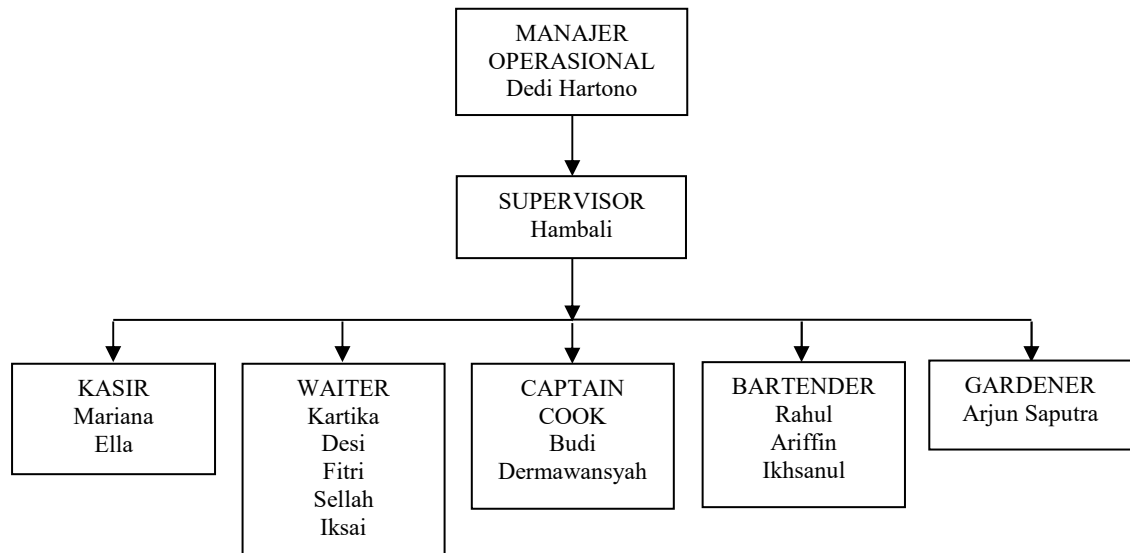 MANAJER
OPERASIONAL
Dedi Hartono
SUPERVISOR
Hambali
KASIR
Mariana
Ella
WAITER
Kartika
Desi
Fitri
Sellah
Iksai
CAPTAIN
COOK
Budi
Dermawansyah
BARTENDER
Rahul
Ariffin
Ikhsanul
GARDENER
Arjun Saputra